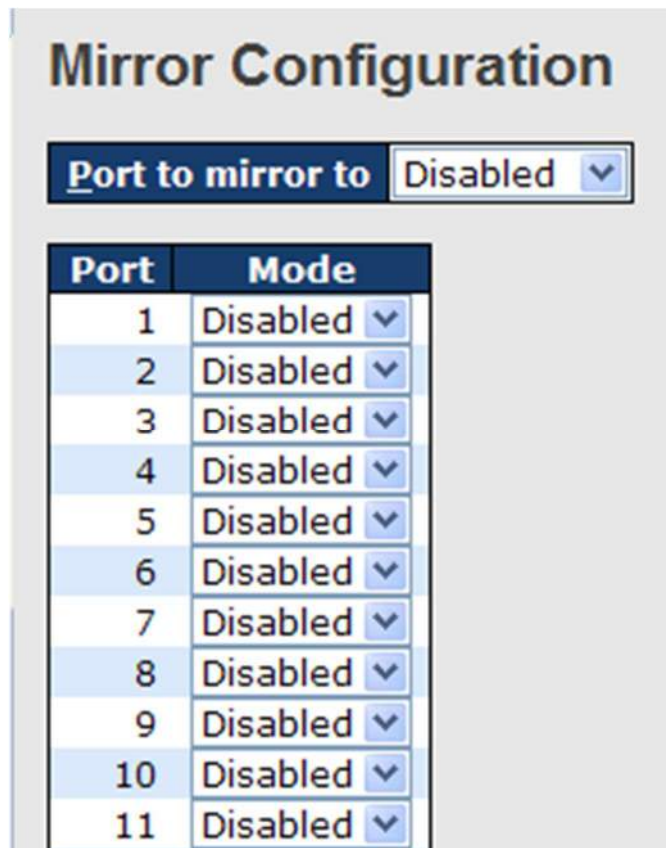 Mirror Configuration
Port to mirror to Disabled
Port Mode
1 Disabled
2 Disabled
3 Disabled
4 Disabled
5 Disabled
6 Disabled
7 Disabled
8 Disabled
9 Disabled
10 Disabled
11 Disabled